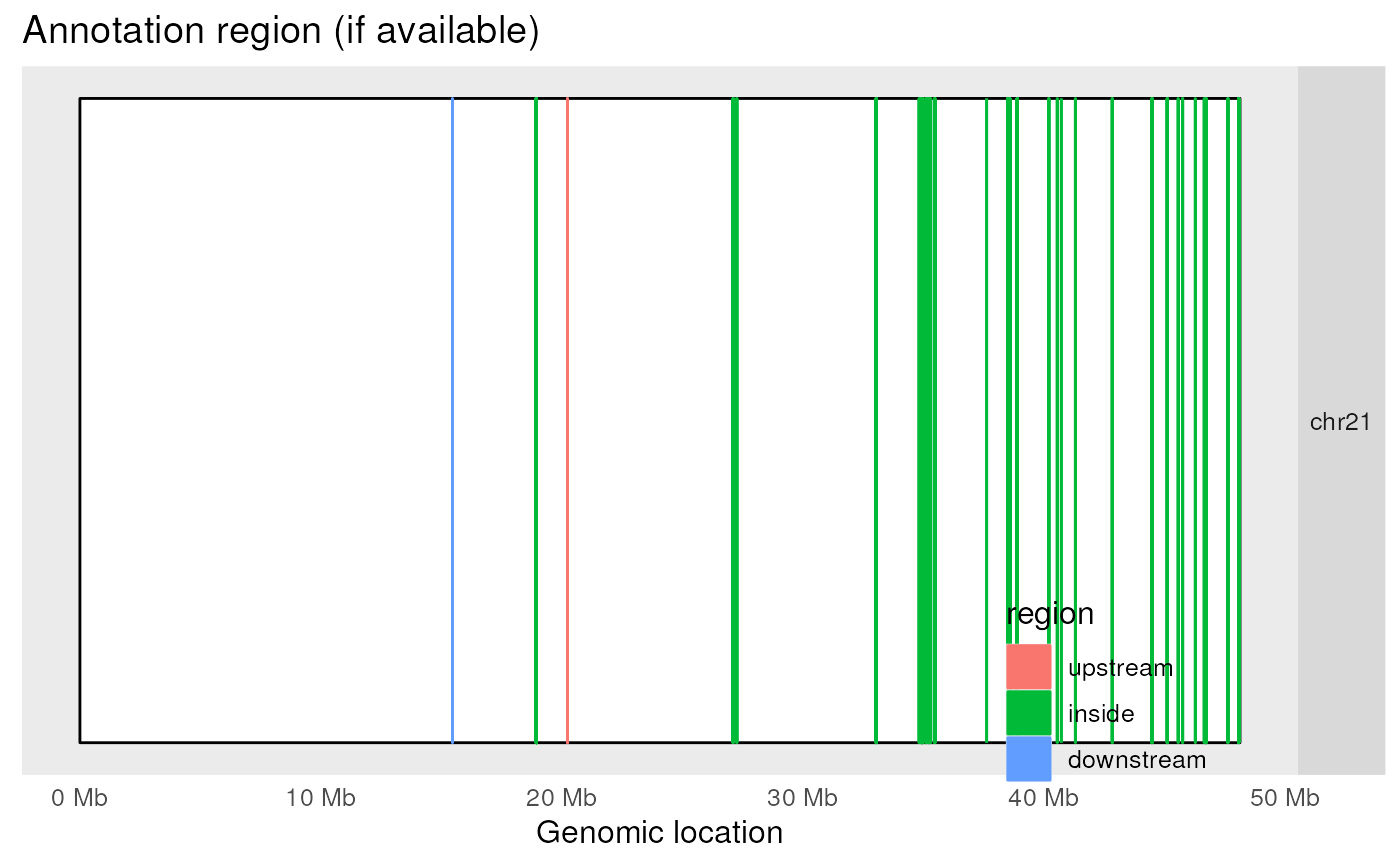 Annotation region (if available)
chr21
region
upstream
inside
downstream
0 Mb 10 Mb 20 Mb 30 Mb 40 Mb 50 Mb
Genomic location